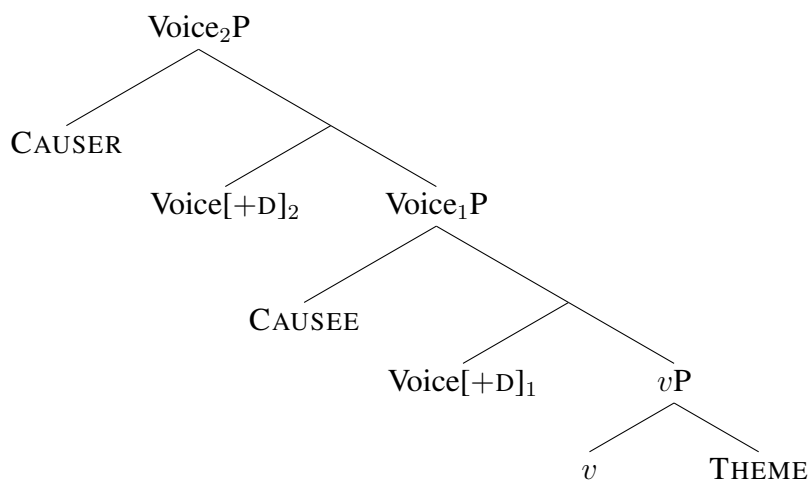 Voice₂P
CAUSER
Voice[+D]₂ Voice₁P
CAUSEE
Voice[+D]₁ vP
v THEME